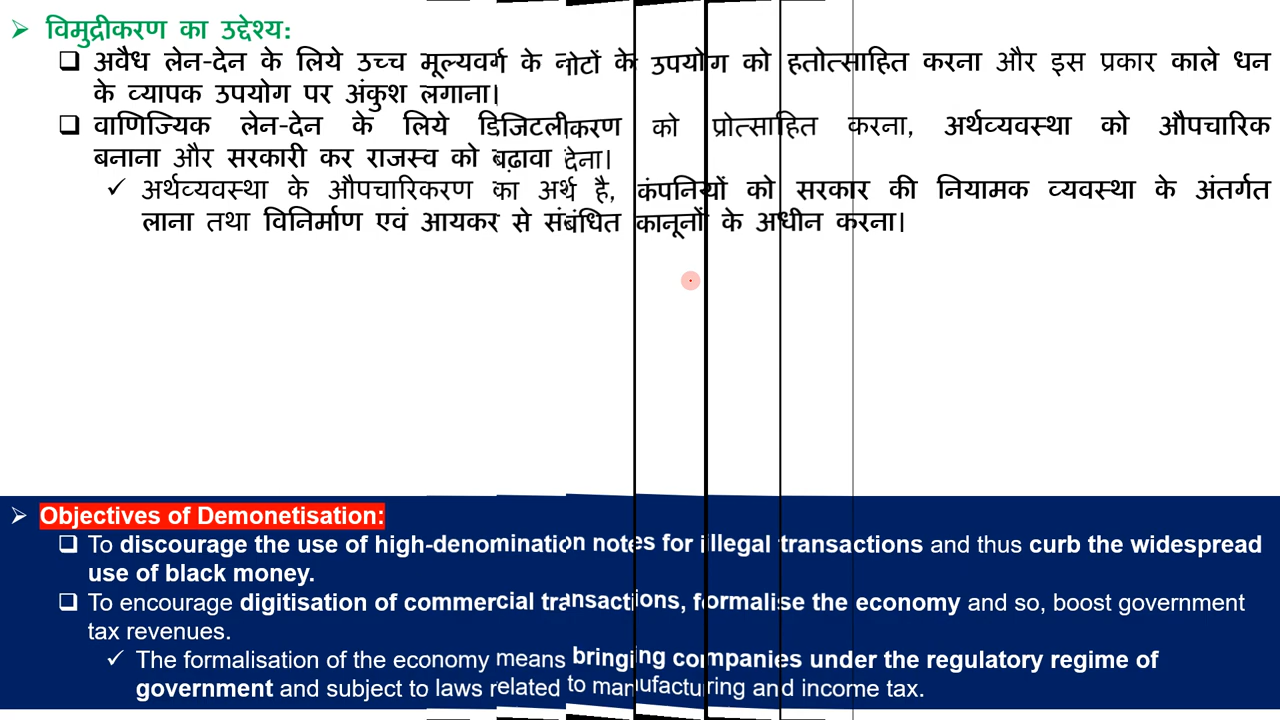 ➢ विमुद्रीकरण का उद्देश्य:
❑ अवैध लेन-देन के लिये उच्च मूल्यवर्ग के नोटों के उपयोग को हतोत्साहित करना और इस प्रकार काले धन
के व्यापक उपयोग पर अंकुश लगाना।
❑ वाणिज्यिक लेन-देन के लिये डिजिटलीकरण को प्रोत्साहित करना, अर्थव्यवस्था को औपचारिक
बनाना और सरकारी कर राजस्व को बढ़ावा देना।
✓ अर्थव्यवस्था के औपचारिकरण का अर्थ है, कंपनियों को सरकार की नियामक व्यवस्था के अंतर्गत
लाना तथा विनिर्माण एवं आयकर से संबंधित कानूनों के अधीन करना।
➢ Objectives of Demonetisation:
❑ To discourage the use of high-denomination notes for illegal transactions and thus curb the widespread
use of black money.
❑ To encourage digitisation of commercial transactions, formalise the economy and so, boost government
tax revenues.
✓ The formalisation of the economy means bringing companies under the regulatory regime of
government and subject to laws related to manufacturing and income tax.